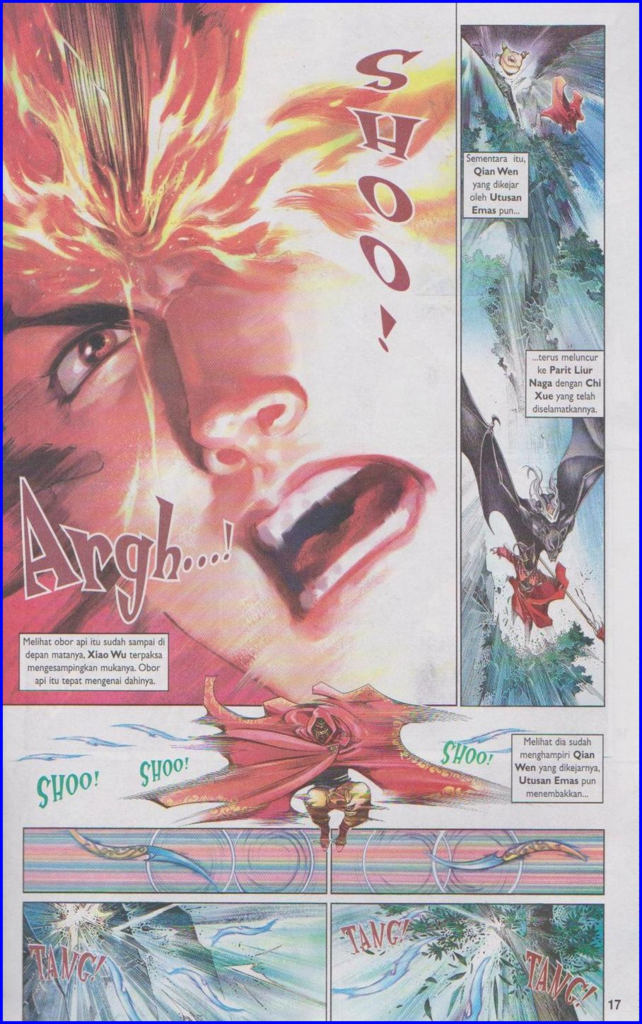 SHOO!
Argh....!
Melihat obor api itu sudah sampai di
depan matanya, Xiao Wu terpaksa
mengesampingkan mukanya. Obor
api itu tepat mengenai dahinya.
Sementara itu,
Qian Wen
yang dikejar
oleh Utusan
Emas pun...
...terus meluncur
ke Parit Liur
Naga dengan Chi
Xue yang telah
diselamatkannya.
SHOO!
SHOO!
SHOO!
Melihat dia sudah
menghampiri Qian
Wen yang dikejarnya,
Utusan Emas pun
menembakkan...
TANG!
TANG!
TANG!
17